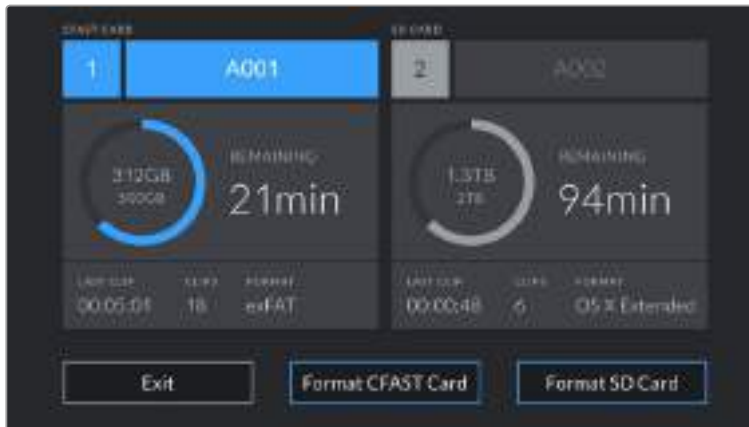 CFAST CARD
1
A001
312GB
REMAINING
21min
LAST CLIP
CLIPS
FORMAT
00:05:01
18
exFAT
SD CARD
2
A002
1.3TB
2TB
REMAINING
94min
LAST CLIP
CLIPS
FORMAT
00:00:48
6
OS X Extended
Exit
Format CFAST Card
Format SD Card